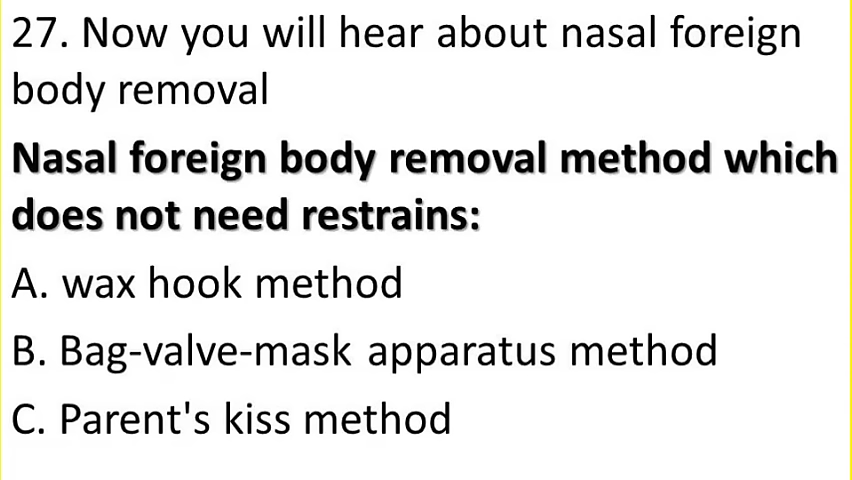 27. Now you will hear about nasal foreign
body removal
Nasal foreign body removal method which
does not need restrains:
A. wax hook method
B. Bag-valve-mask apparatus method
C. Parent's kiss method